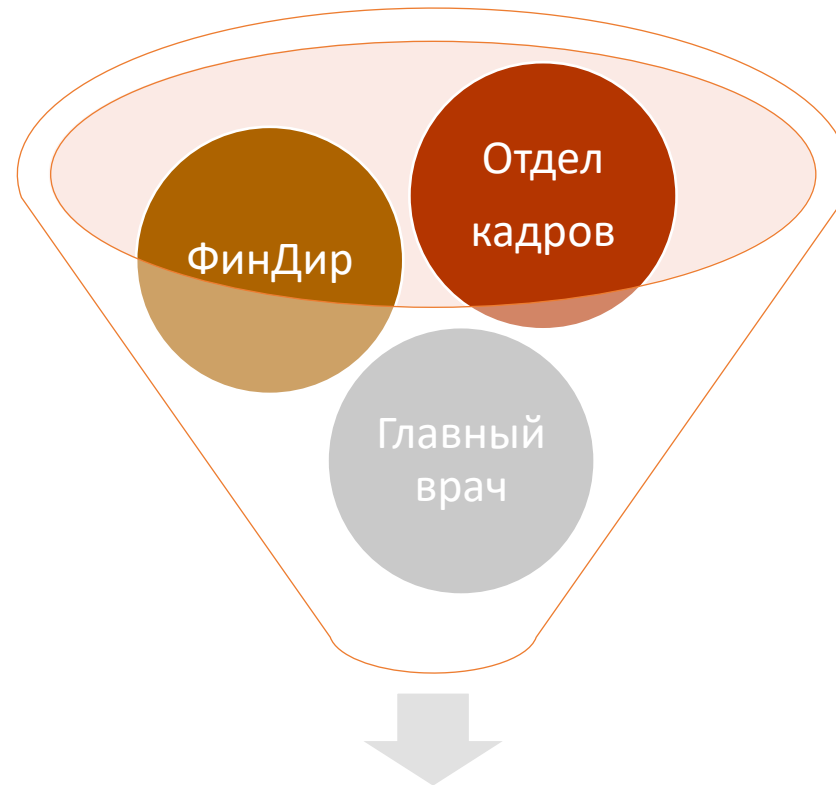 Отдел
кадров
ФинДир
Главный
врач